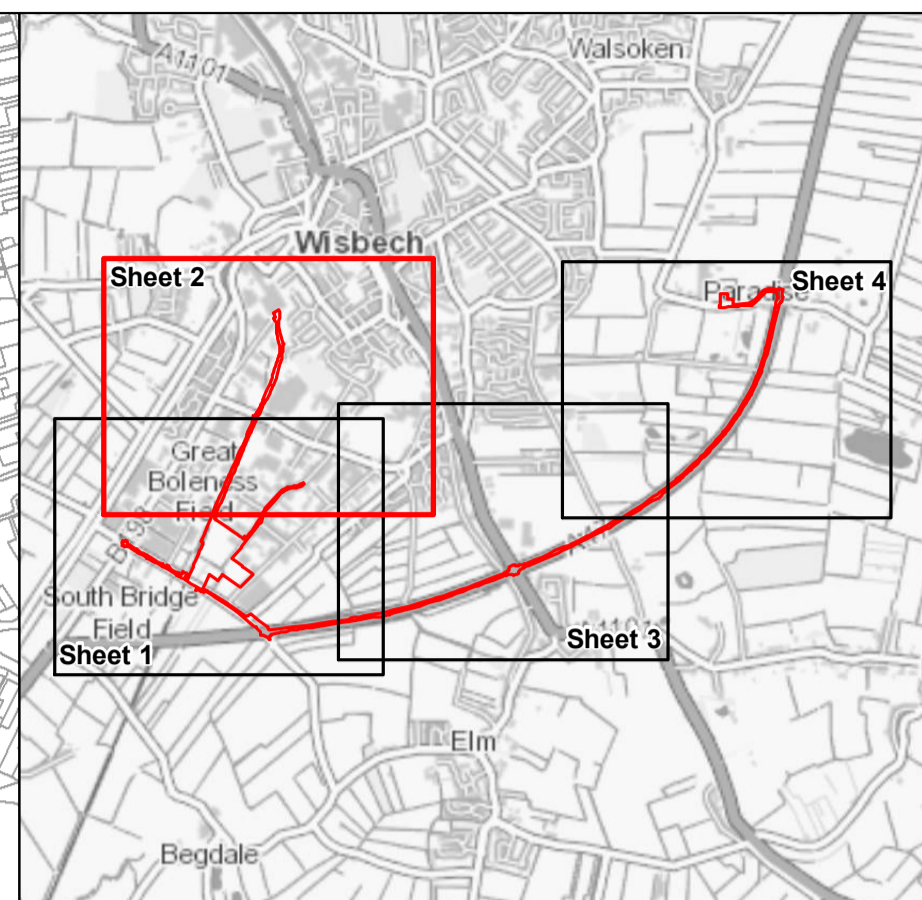 A1101
Walsoken
Wisbech
Sheet 2
Paradise
Sheet 4
Great
Boleness
Field
South Bridge
Field
Sheet 1
Sheet 3
Elm
Begdale